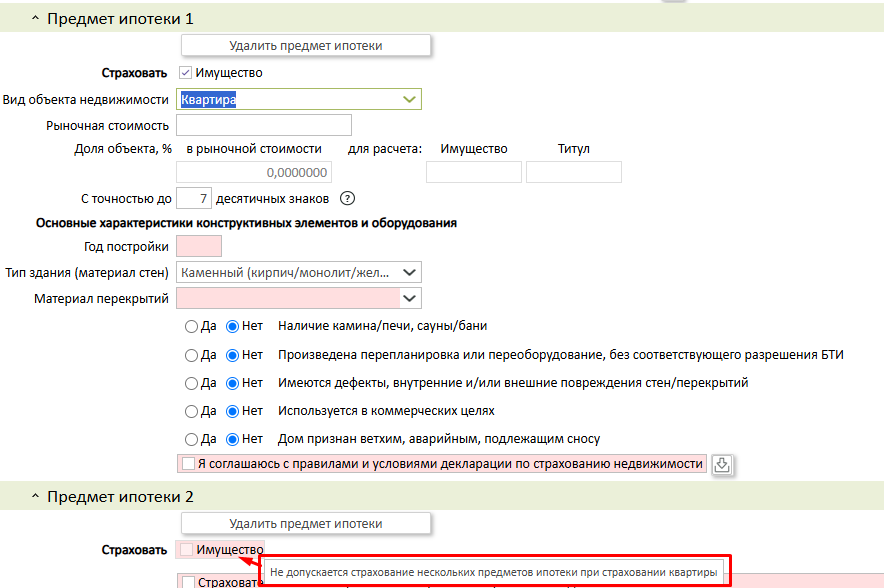 Предмет ипотеки 1
Удалить предмет ипотеки
Страховать Имущество
Вид объекта недвижимости Квартира
Рыночная стоимость
Доля объекта, % в рыночной стоимости для расчета: Имущество Титул
0,0000000
С точностью до 7 десятичных знаков ?
Основные характеристики конструктивных элементов и оборудования
Год постройки
Тип здания (материал стен) Каменный (кирпич/монолит/жел...
Материал перекрытий
Да Нет Наличие камина/печи, сауны/бани
Да Нет Произведена перепланировка или переоборудование, без соответствующего разрешения БТИ
Да Нет Имеются дефекты, внутренние и/или внешние повреждения стен/перекрытий
Да Нет Используется в коммерческих целях
Да Нет Дом признан ветхим, аварийным, подлежащим сносу
Я соглашаюсь с правилами и условиями декларации по страхованию недвижимости
Предмет ипотеки 2
Удалить предмет ипотеки
Страховать Имущество
Не допускается страхование нескольких предметов ипотеки при страховании квартиры